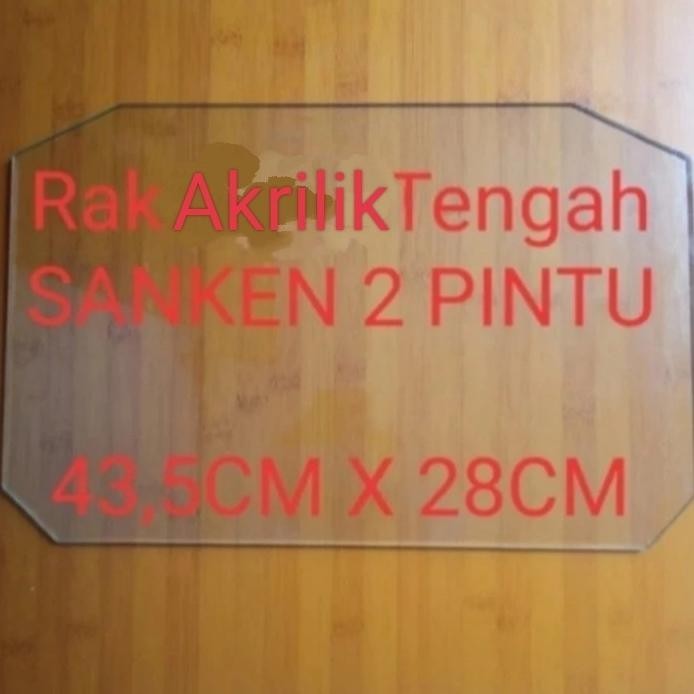 Rak Akrilik Tengah
SANKEN 2 PINTU
43,5CM X 28CM